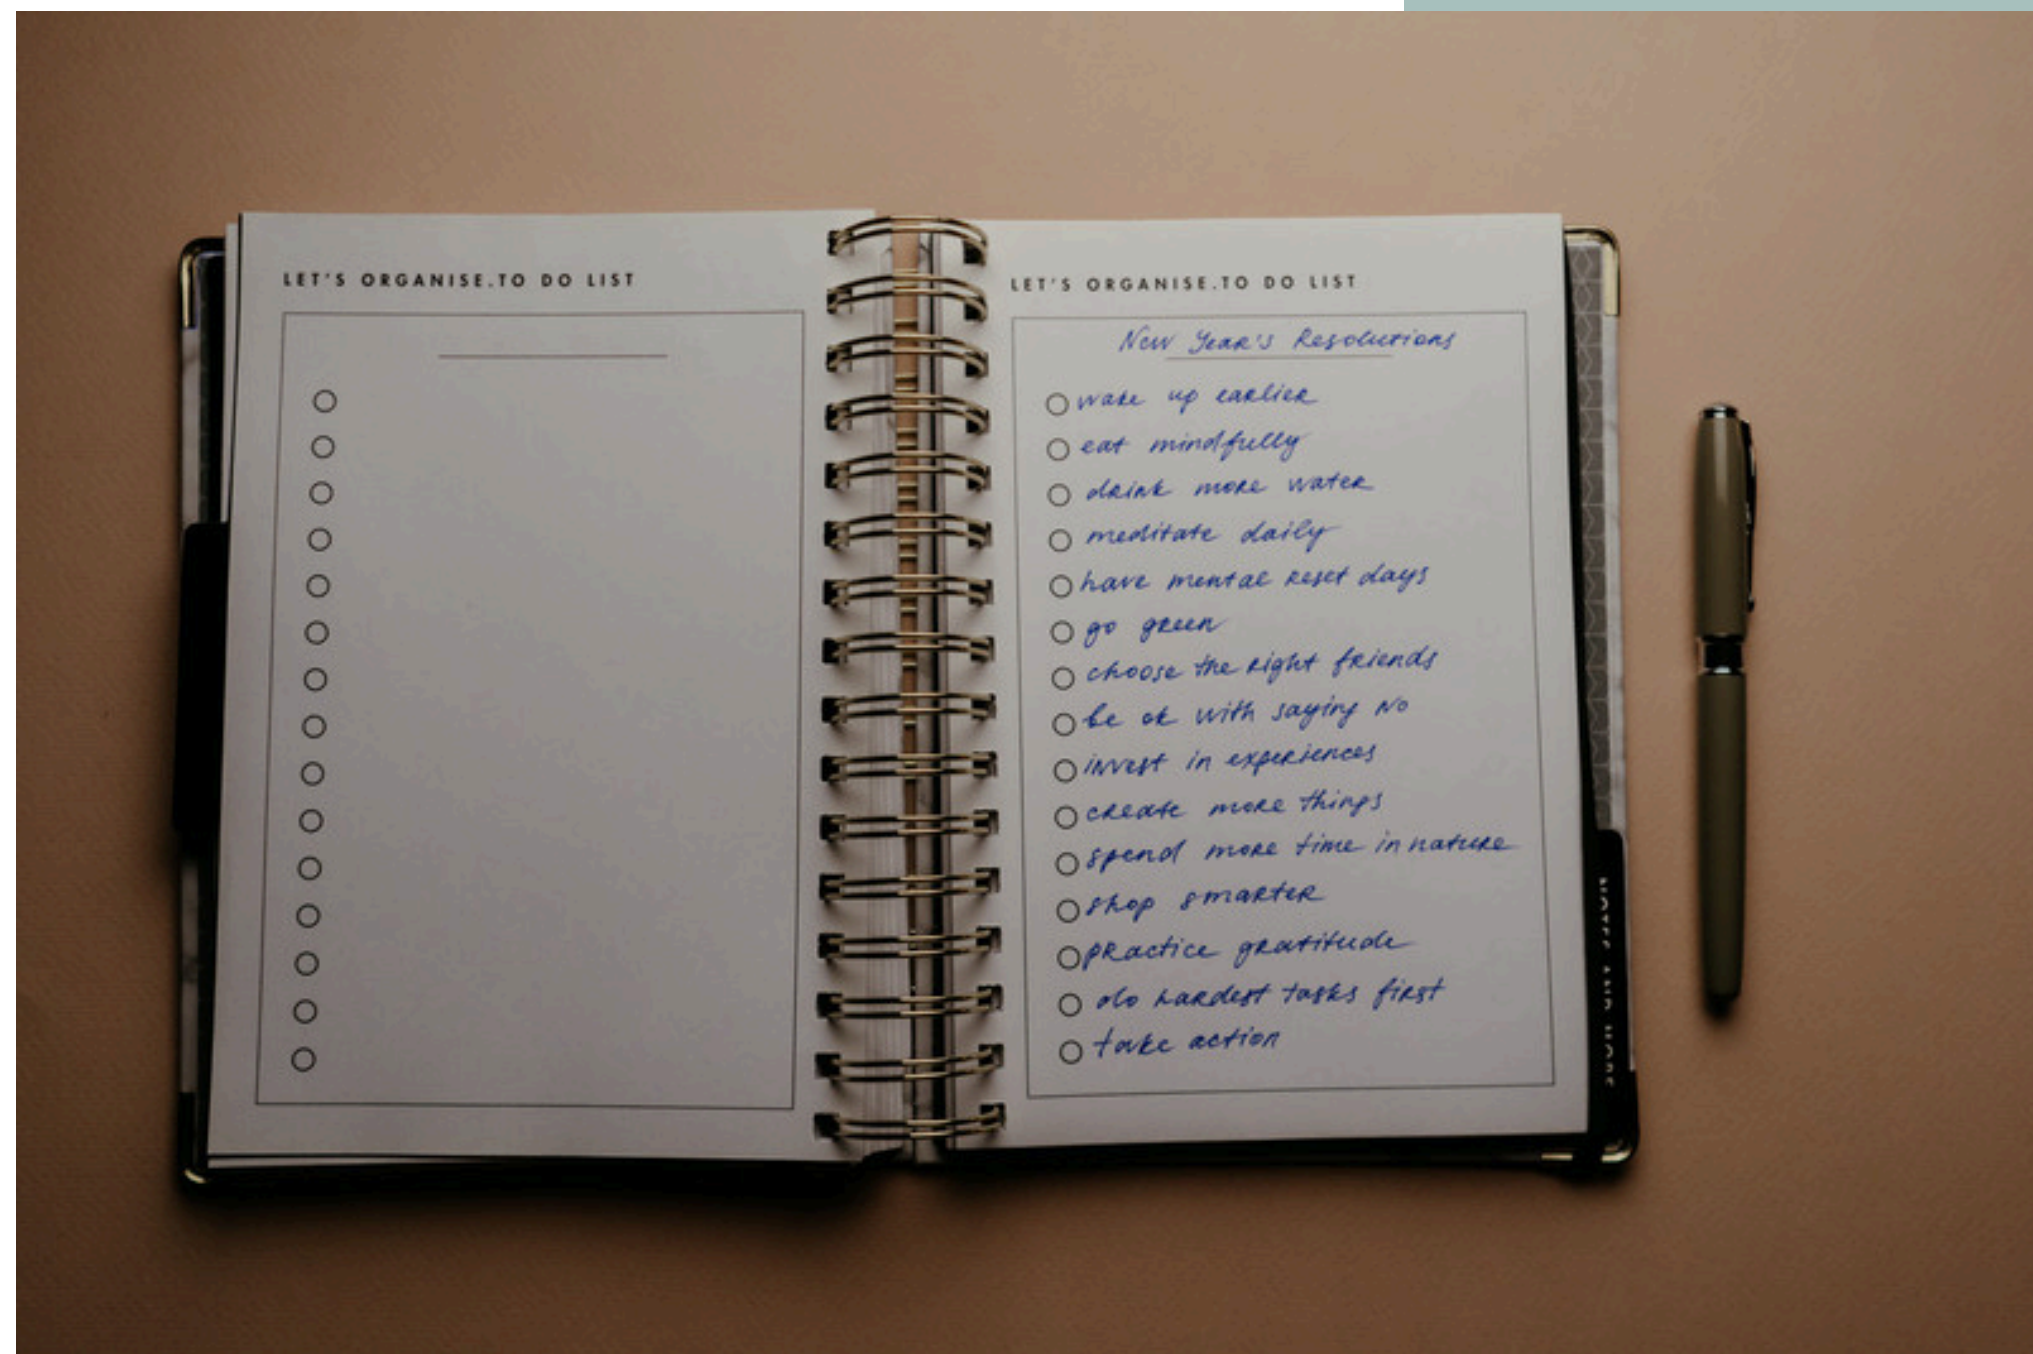 LET'S ORGANISE.TO DO LIST
LET'S ORGANISE.TO DO LIST
New Year's Resolutions
wake up earlier
eat mindfully
drink more water
meditate daily
have mental reset days
go green
choose the right friends
be ok with saying No
invest in experiences
create more things
spend more time in nature
shop smarter
practice gratitude
do hardest tasks first
take action
NOTES AND MORE